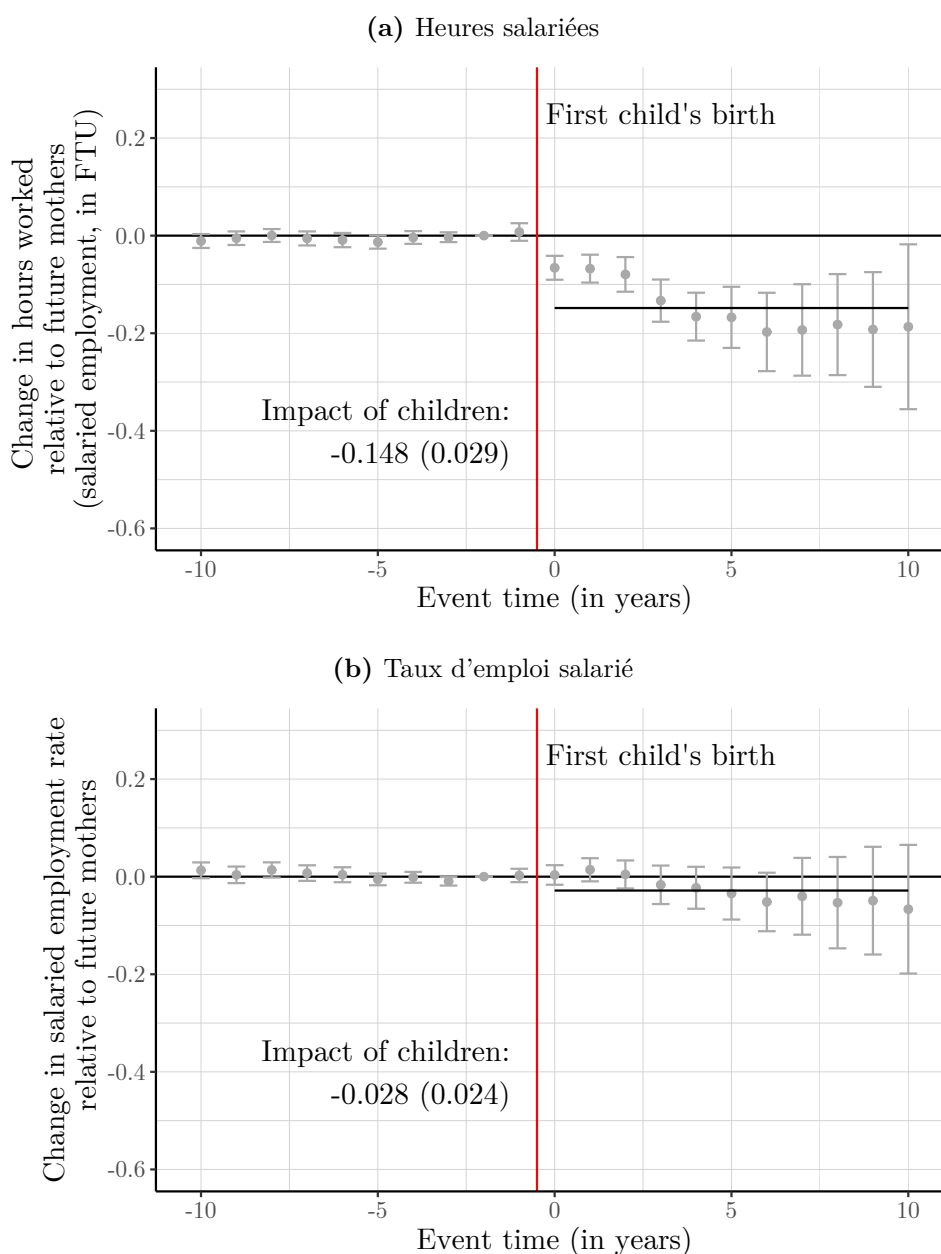 (a) Heures salariées
Change in hours worked
relative to future mothers
(salaried employment, in FTU)
0.2
0.0
-0.2
-0.4
-0.6
First child's birth
Impact of children:
-0.148 (0.029)
-10
-5
0
5
10
Event time (in years)
(b) Taux d'emploi salarié
Change in salaried employment rate
relative to future mothers
0.2
0.0
-0.2
-0.4
-0.6
First child's birth
Impact of children:
-0.028 (0.024)
-10
-5
0
5
10
Event time (in years)